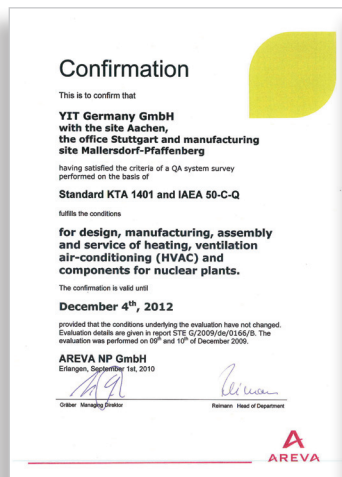 Confirmation
This is to confirm that
YIT Germany GmbH
with the site Aachen,
the office Stuttgart and manufacturing
site Mallersdorf-Pfaffenberg
having satisfied the criteria of a QA system survey
performed on the basis of
Standard KTA 1401 and IAEA 50-C-Q
fulfills the conditions
for design, manufacturing, assembly
and service of heating, ventilation
air-conditioning (HVAC) and
components for nuclear plants.
The confirmation is valid until
December 4th, 2012
provided that the conditions underlying the evaluation have not changed.
Evaluation details are given in report STE G/2009/de/0166/B. The
evaluation was performed on 09th and 10th of December 2009.
AREVA NP GmbH
Erlangen, September 1st, 2010
Gräber Managing Direktor
Reimann Head of Department
AREVA